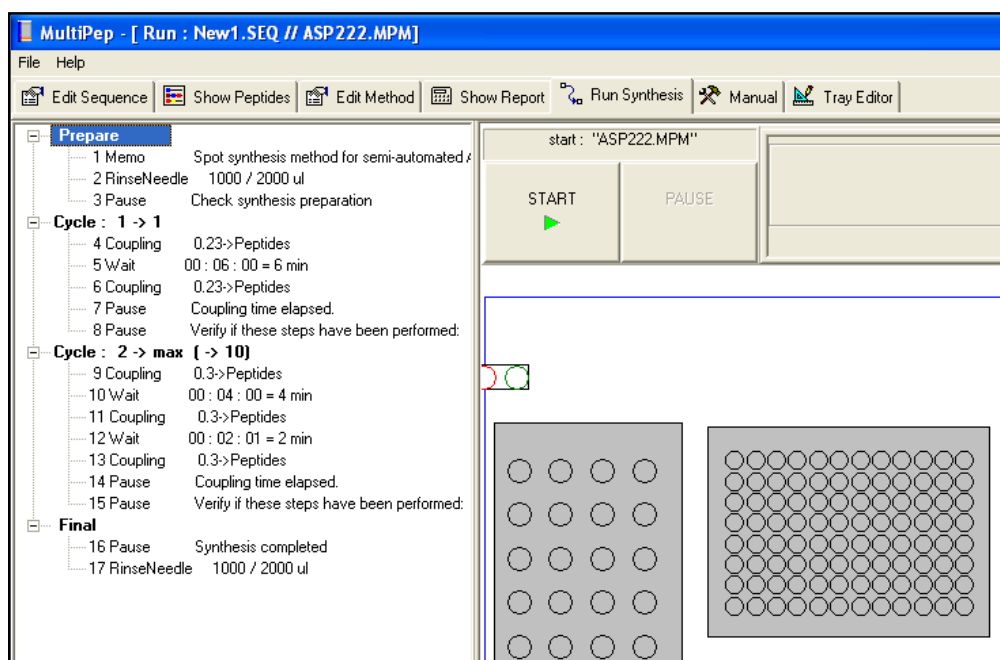 MultiPep - [ Run : New1.SEQ // ASP222.MPM]
File Help
Edit Sequence Show Peptides Edit Method Show Report Run Synthesis Manual Tray Editor
Prepare
1 Memo Spot synthesis method for semi-automated
2 RinseNeedle 1000 / 2000 ul
3 Pause Check synthesis preparation
Cycle : 1 -> 1
4 Coupling 0.23->Peptides
5 Wait 00 : 06 : 00 = 6 min
6 Coupling 0.23->Peptides
7 Pause Coupling time elapsed.
8 Pause Verify if these steps have been performed:
Cycle : 2 -> max ( -> 10)
9 Coupling 0.3->Peptides
10 Wait 00 : 04 : 00 = 4 min
11 Coupling 0.3->Peptides
12 Wait 00 : 02 : 01 = 2 min
13 Coupling 0.3->Peptides
14 Pause Coupling time elapsed.
15 Pause Verify if these steps have been performed:
Final
16 Pause Synthesis completed
17 RinseNeedle 1000 / 2000 ul
start : "ASP222.MPM"
START
PAUSE